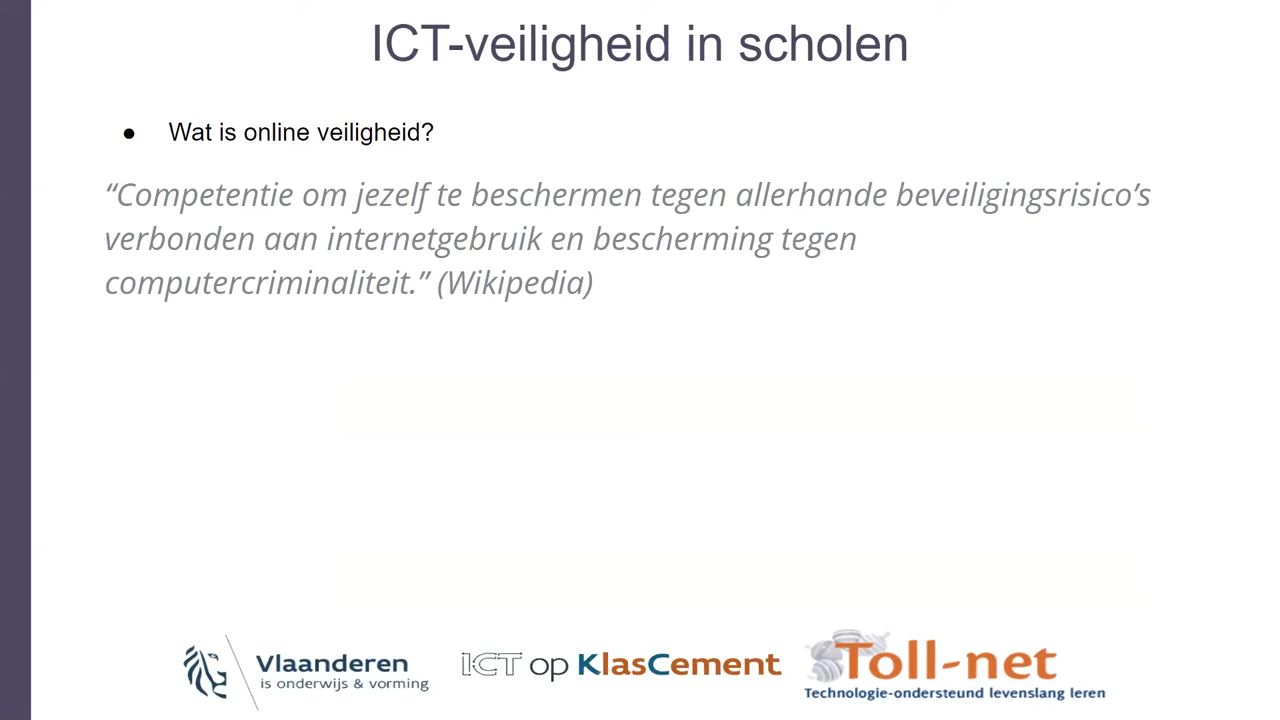 ICT-veiligheid in scholen
● Wat is online veiligheid?
“Competentie om jezelf te beschermen tegen allerhande beveiligingsrisico’s
verbonden aan internetgebruik en bescherming tegen
computercriminaliteit.” (Wikipedia)
Vlaanderen
is onderwijs & vorming
ICT op KlasCement
Toll-net
Technologie-ondersteund levenslang leren